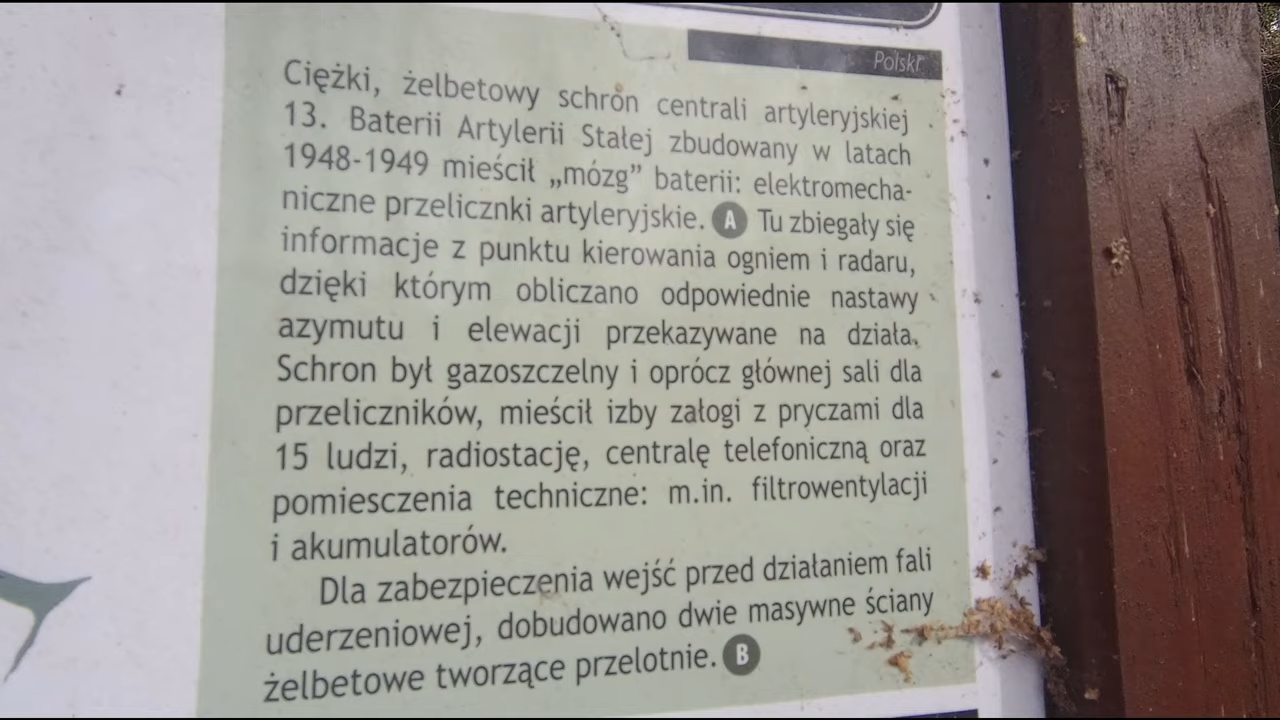 Polski
Ciężki, żelbetowy schron centrali artyleryjskiej
13. Baterii Artylerii Stałej zbudowany w latach
1948-1949 mieścił „mózg” baterii: elektromecha-
niczne przelicznki artyleryjskie. A Tu zbiegały się
informacje z punktu kierowania ogniem i radaru,
dzięki którym obliczano odpowiednie nastawy
azymutu i elewacji przekazywane na działa.
Schron był gazoszczelny i oprócz głównej sali dla
przeliczników, mieścił izby załogi z pryczami dla
15 ludzi, radiostację, centralę telefoniczną oraz
pomiesczenia techniczne: m.in. filtrowentylacji
i akumulatorów.
Dla zabezpieczenia wejść przed działaniem fali
uderzeniowej, dobudowano dwie masywne ściany
żelbetowe tworzące przelotnie. B